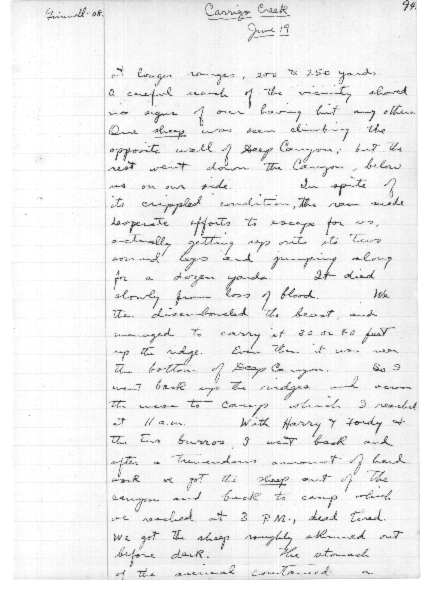 Grinnell - 08.
Carrizo Creek
94.
June 19
at longer ranges, 200 & 250 yards.
A careful search of the vicinity showed
no signs of our having hit any others.
One sheep was seen climbing the
opposite wall of Deep Canyon; but the
rest went down the Canyon, below
us on our side. In spite of
its crippled condition, the ram made
desperate efforts to escape from us,
actually getting up onto its two
sound legs and jumping along
for a dozen yards. It died
slowly from loss of blood. We
then disemboweled the beast, and
managed to carry it 30 or 40 feet
up the ridge. Even then it was near
the bottom of Deep Canyon. So I
went back up the ridges and across
the mesa to camp which I reached
at 11 a.m. With Harry & Fordy &
the two burros, I went back and
after a tremendous amount of hard
work we got the sheep out of the
canyon and back to camp which
we reached at 3 P.M., dead tired.
We got the sheep roughly skinned out
before dark. The stomach
of the animal contained a